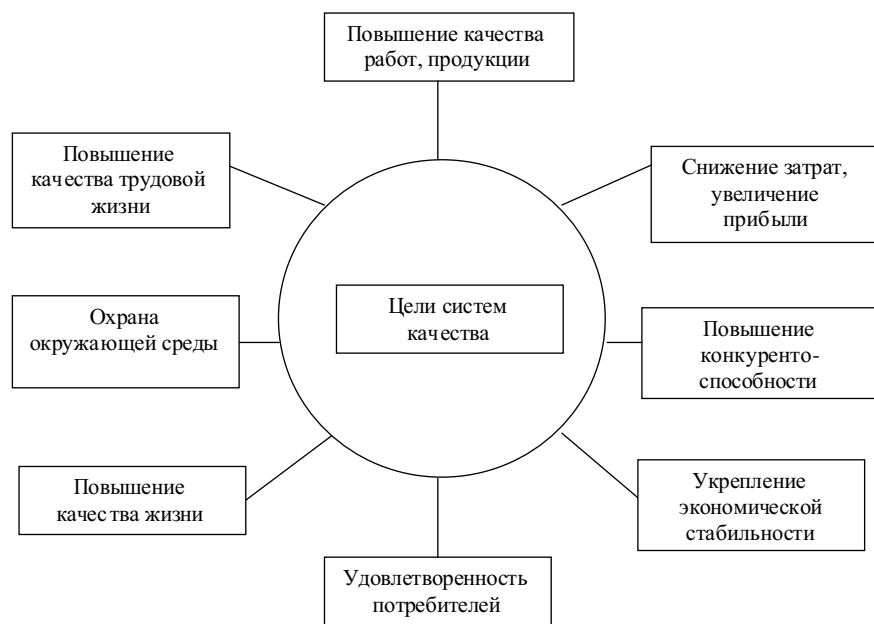 Повышение качества
работ, продукции
Повышение
качества трудовой
жизни
Снижение затрат,
увеличение
прибыли
Цели систем
качества
Охрана
окружающей среды
Повышение
конкуренто-
способности
Повышение
качества жизни
Укрепление
экономической
стабильности
Удовлетворенность
потребителей